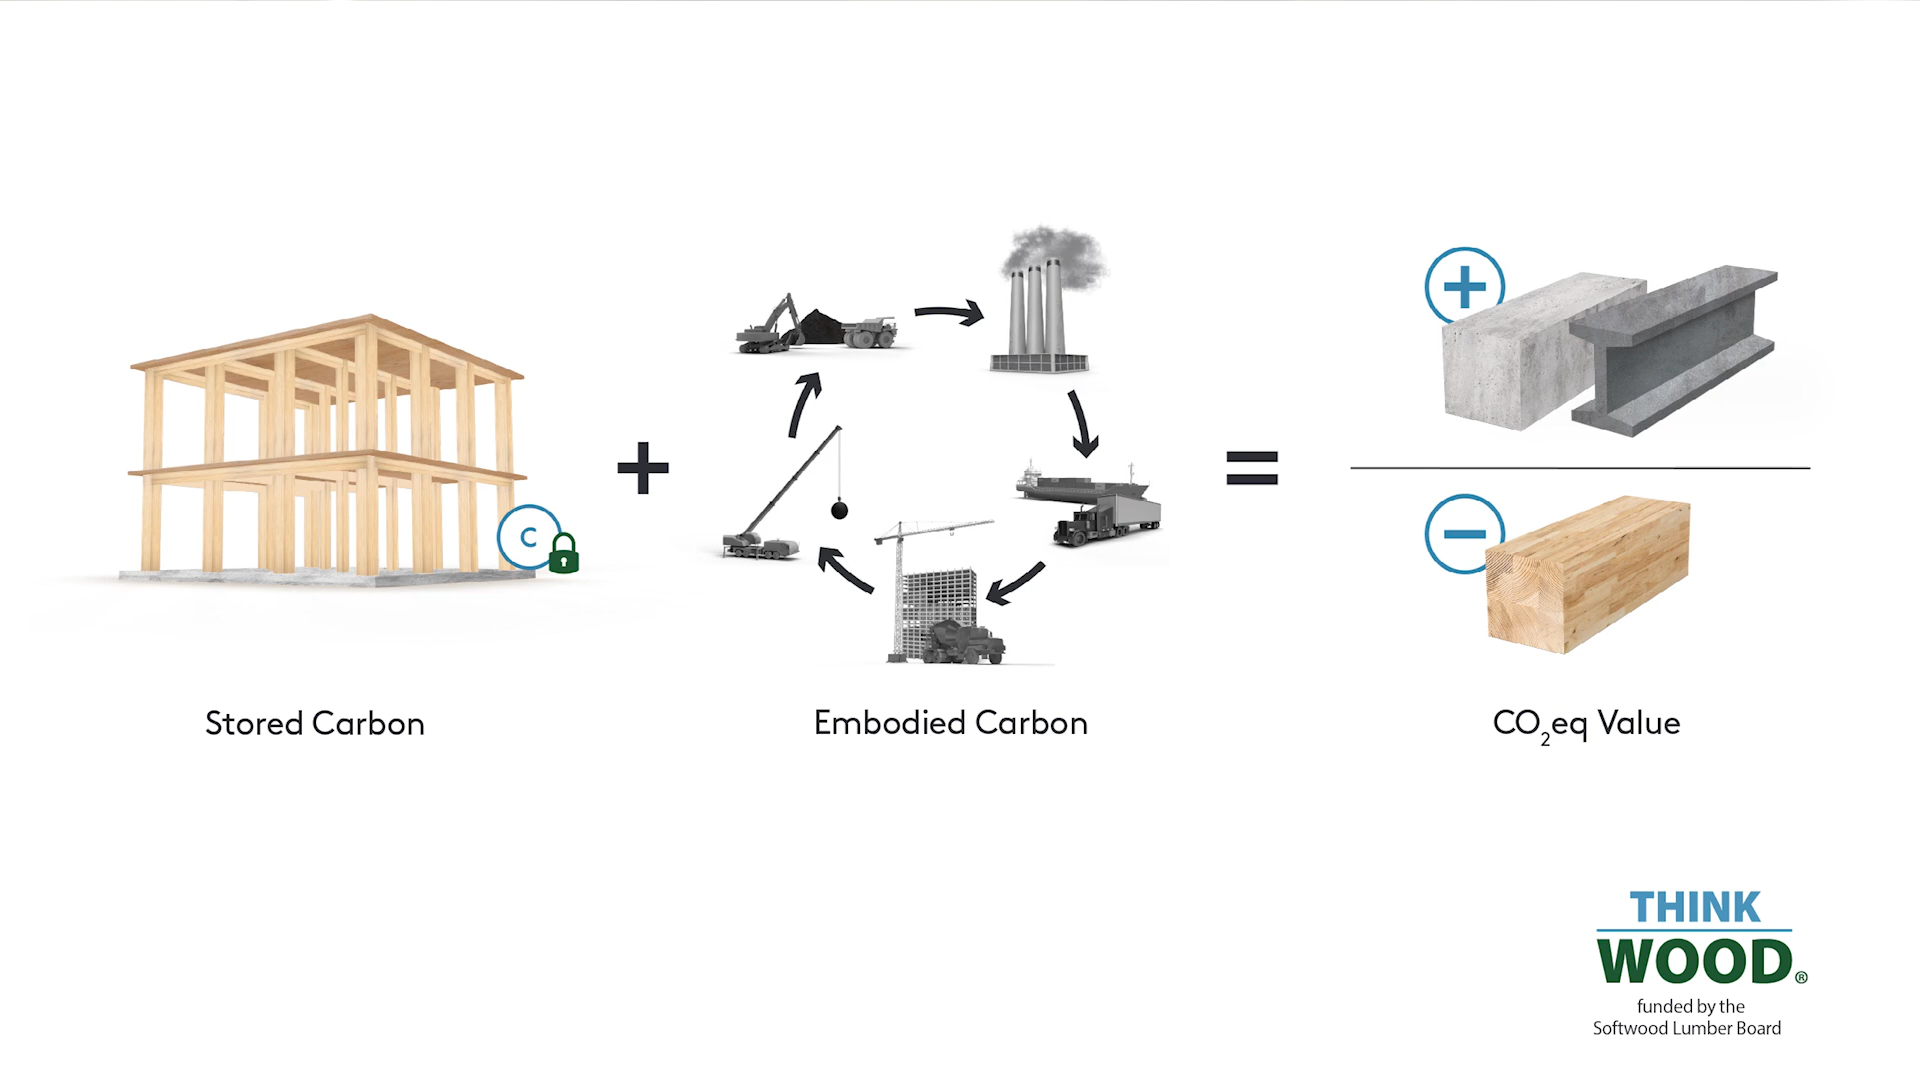 C
Stored Carbon
+
Embodied Carbon
=
CO₂eq Value
THINK
WOOD®
funded by the
Softwood Lumber Board